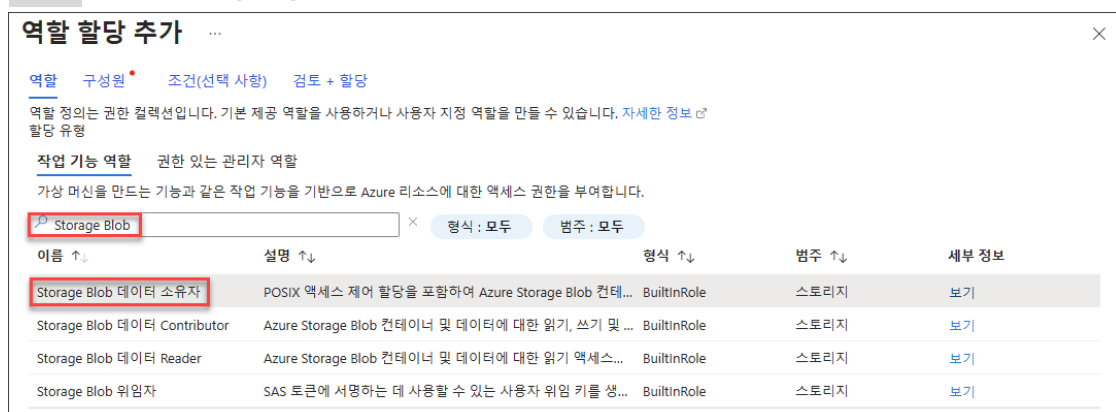 역할 할당 추가 ...
역할 구성원 조건(선택 사항) 검토 + 할당
역할 정의는 권한 컬렉션입니다. 기본 제공 역할을 사용하거나 사용자 지정 역할을 만들 수 있습니다. 자세한 정보
할당 유형
작업 기능 역할 권한 있는 관리자 역할
가상 머신을 만드는 기능과 같은 작업 기능을 기반으로 Azure 리소스에 대한 액세스 권한을 부여합니다.
Storage Blob 형식 : 모두 범주 : 모두
이름 ↑↓ 설명 ↑↓ 형식 ↑↓ 범주 ↑↓ 세부 정보
Storage Blob 데이터 소유자 POSIX 액세스 제어 할당을 포함하여 Azure Storage Blob 컨테... BuiltInRole 스토리지 보기
Storage Blob 데이터 Contributor Azure Storage Blob 컨테이너 및 데이터에 대한 읽기, 쓰기 및 ... BuiltInRole 스토리지 보기
Storage Blob 데이터 Reader Azure Storage Blob 컨테이너 및 데이터에 대한 읽기 액세스... BuiltInRole 스토리지 보기
Storage Blob 위임자 SAS 토큰에 서명하는 데 사용할 수 있는 사용자 위임 키를 생... BuiltInRole 스토리지 보기